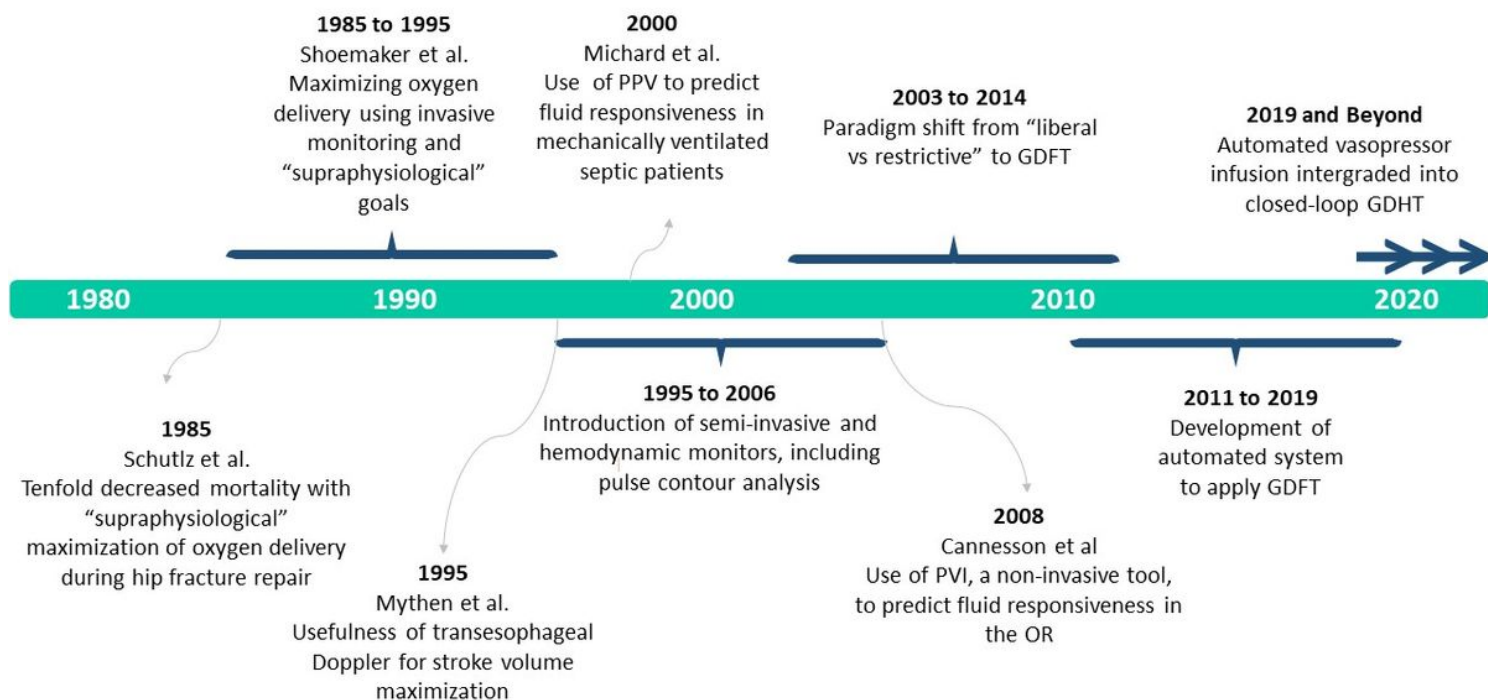 1985 to 1995
Shoemaker et al.
Maximizing oxygen
delivery using invasive
monitoring and
“supraphysiological”
goals
2000
Michard et al.
Use of PPV to predict
fluid responsiveness in
mechanically ventilated
septic patients
2003 to 2014
Paradigm shift from “liberal
vs restrictive” to GDFT
2019 and Beyond
Automated vasopressor
infusion intergraded into
closed-loop GDHT
1980 1990 2000 2010 2020
1985
Schutlz et al.
Tenfold decreased mortality with
“supraphysiological”
maximization of oxygen delivery
during hip fracture repair
1995
Mythen et al.
Usefulness of transesophageal
Doppler for stroke volume
maximization
1995 to 2006
Introduction of semi-invasive and
hemodynamic monitors, including
pulse contour analysis
2008
Cannesson et al
Use of PVI, a non-invasive tool,
to predict fluid responsiveness in
the OR
2011 to 2019
Development of
automated system
to apply GDFT